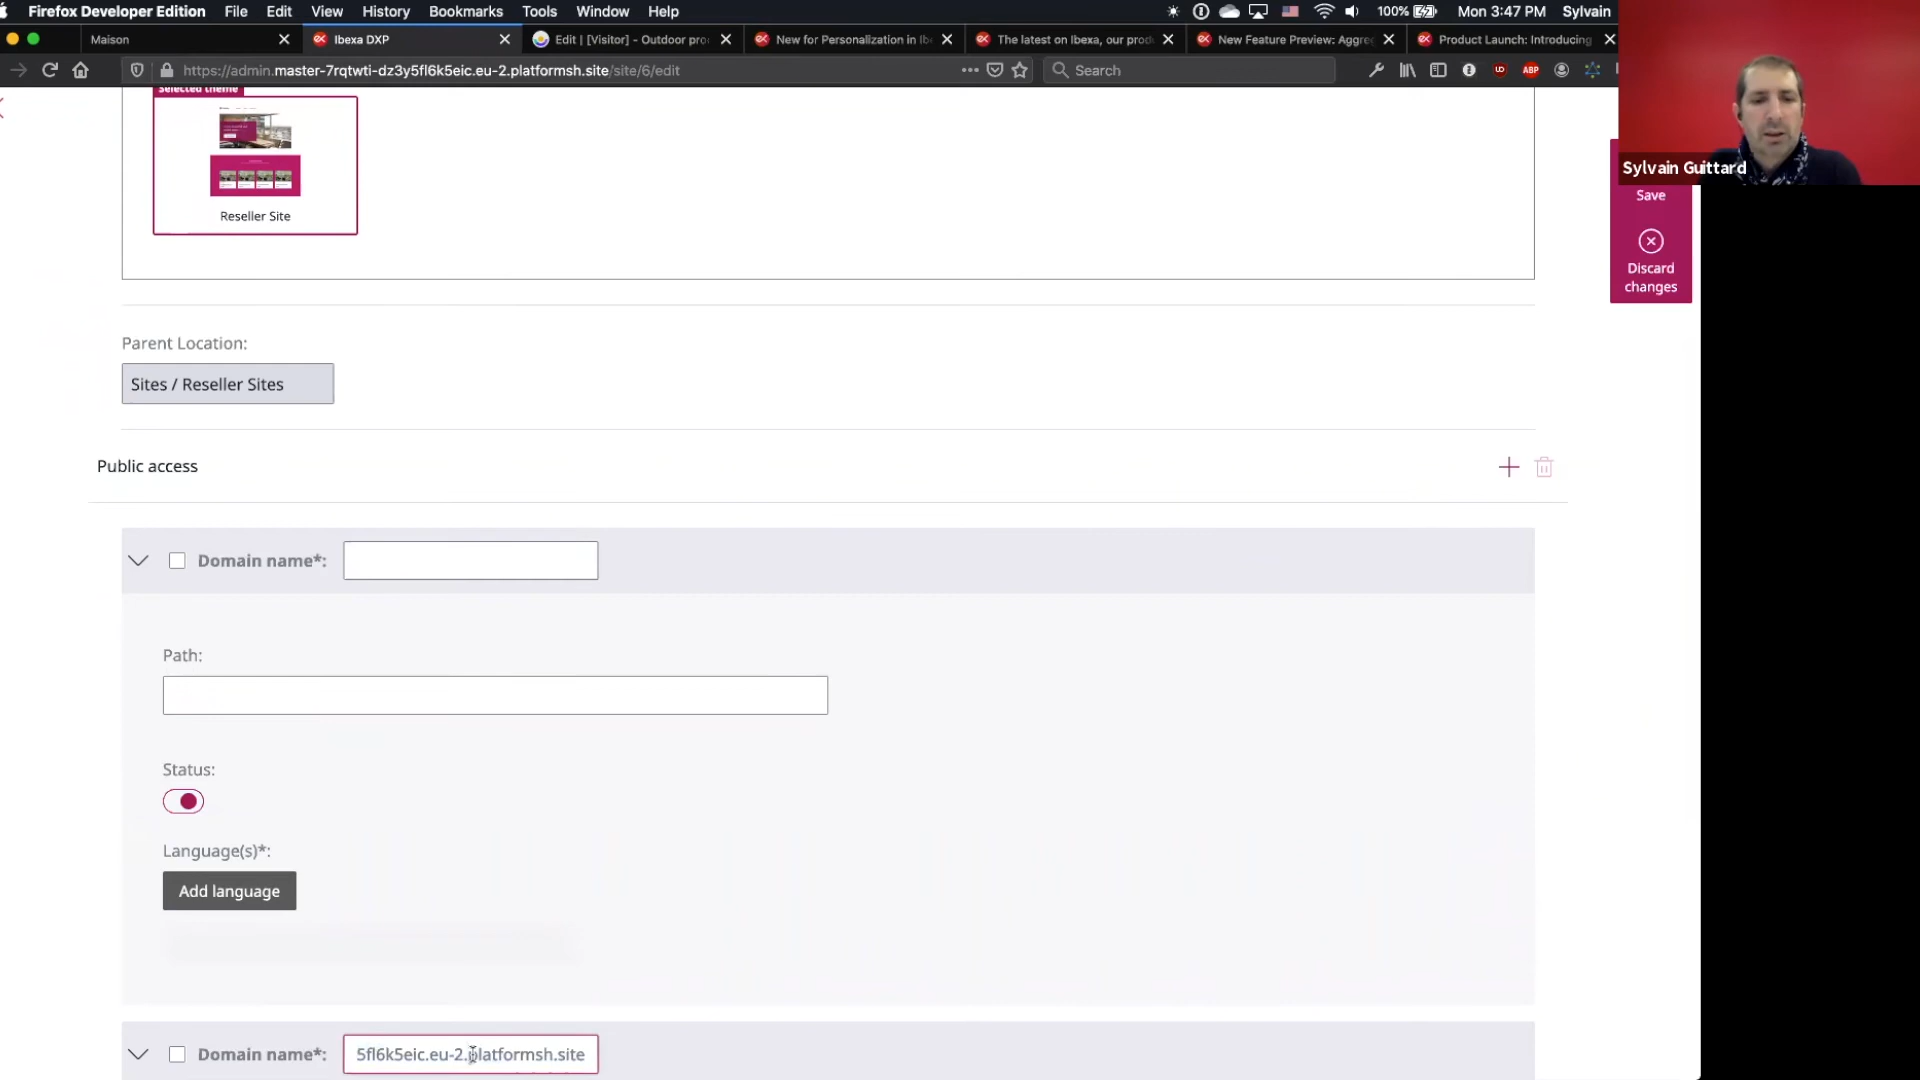 Firefox Developer Edition File Edit View History Bookmarks Tools Window Help 100% Mon 3:47 PM Sylvain
Maison Ibexa DXP Edit | [Visitor] - Outdoor pro New for Personalization in Ib The latest on Ibexa, our prod New Feature Preview: Aggre Product Launch: Introducing
https://admin.master-7rqtwti-dz3y5fl6k5eic.eu-2.platformsh.site/site/6/edit Search ABP
Selected theme
Sylvain Guittard
Save
Reseller Site
Discard
changes
Parent Location:
Sites / Reseller Sites
Public access
Domain name*:
Path:
Status:
Language(s)*:
Add language
Domain name*: 5fl6k5eic.eu-2.platformsh.site